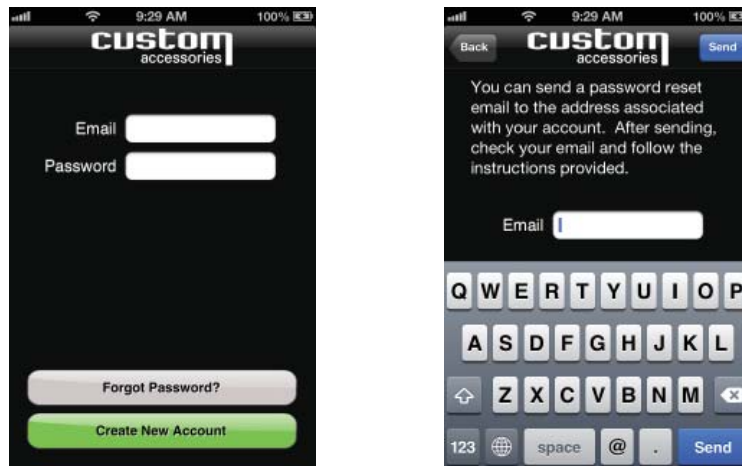 9:29 AM 100%
custom
accessories
Email
Password
Forgot Password?
Create New Account
9:29 AM 100%
Back
custom
accessories
Send
You can send a password reset
email to the address associated
with your account. After sending,
check your email and follow the
instructions provided.
Email
Q W E R T Y U I O P
A S D F G H J K L
Z X C V B N M
123 space @ . Send